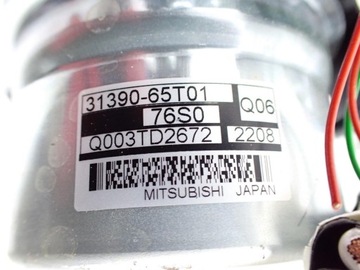 31390-65T01 Q06
76S0
Q003TD2672 2208
MITSUBISHI JAPAN